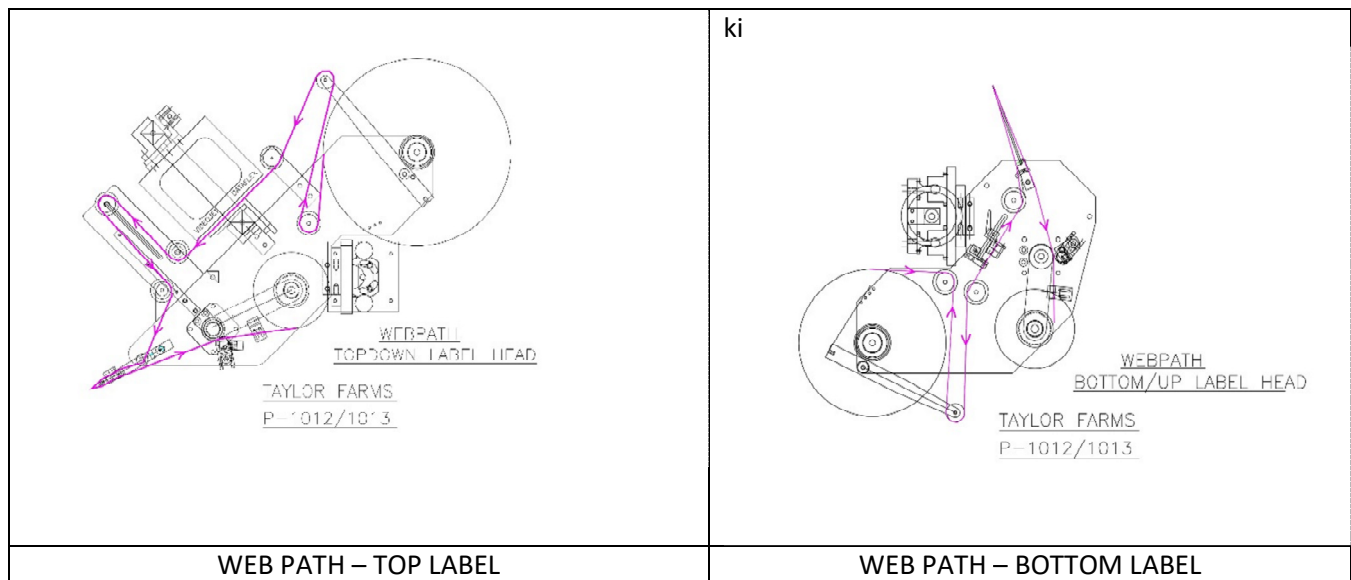 WEBPATH
TOPDOWN LABEL HEAD
TAYLOR FARMS
P-1012/1013
WEB PATH – TOP LABEL
ki
WEBPATH
BOTTOM/UP LABEL HEAD
TAYLOR FARMS
P-1012/1013
WEB PATH – BOTTOM LABEL